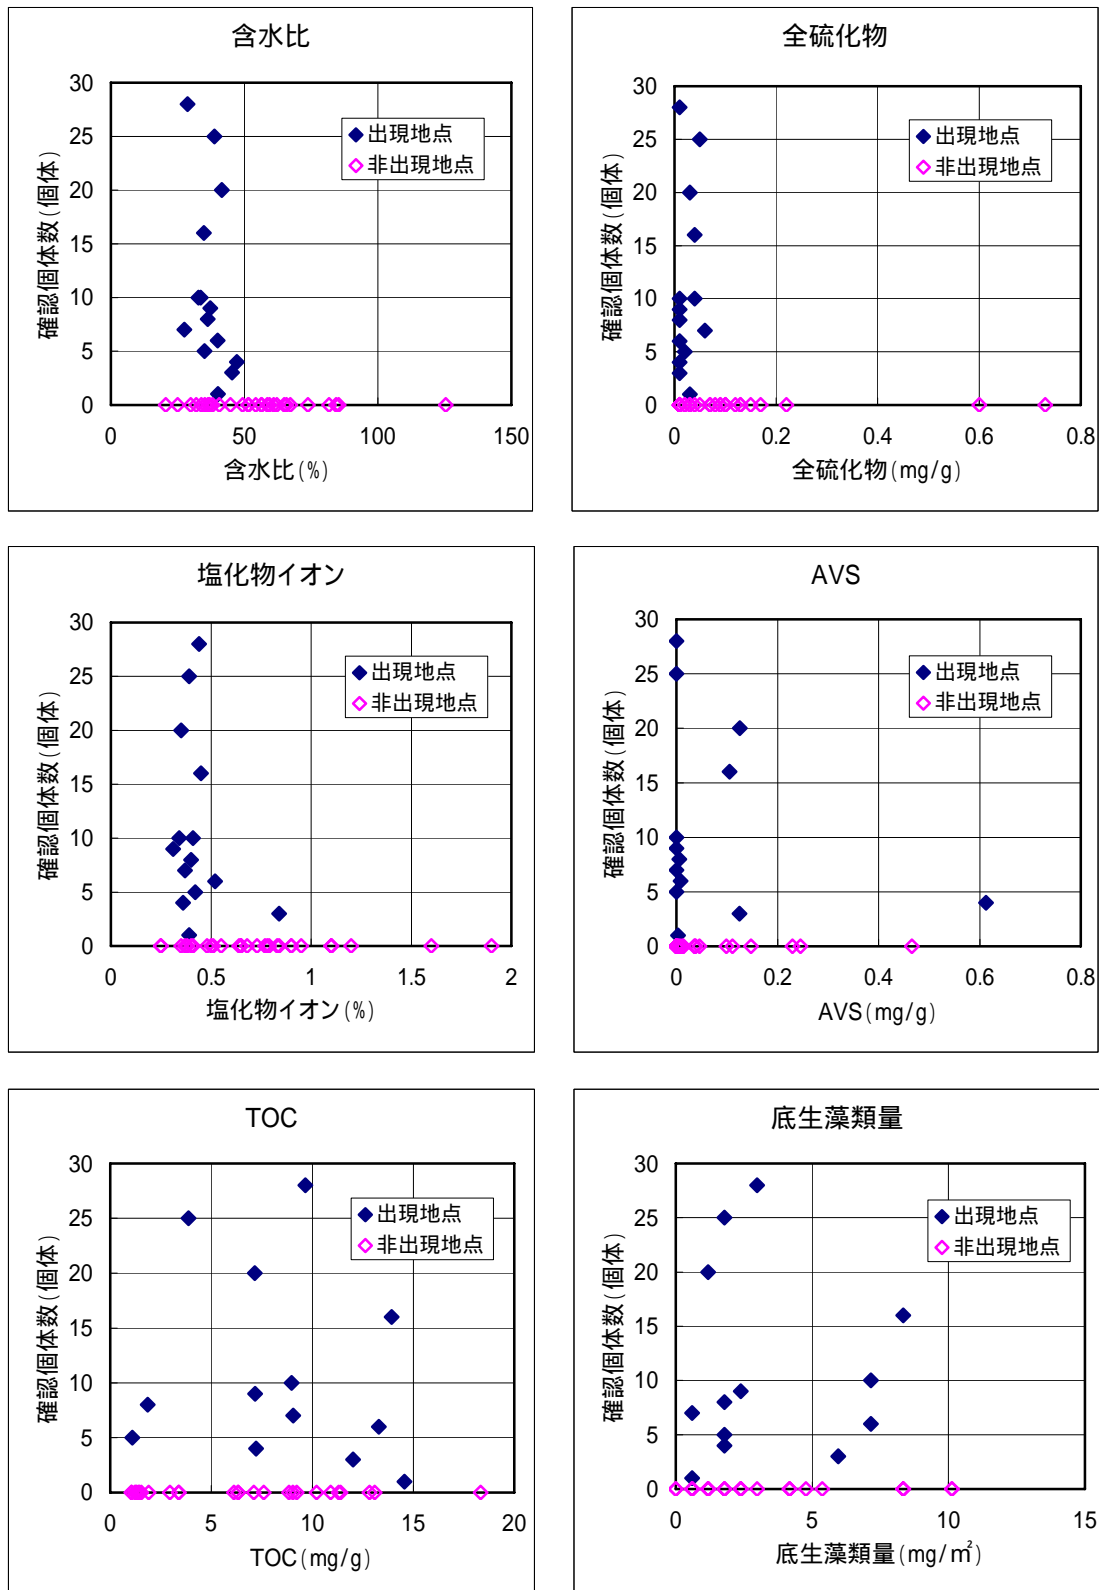 含水比
30
25
20
15
10
5
0
確認個体数(個体)
出現地点
非出現地点
0 50 100 150
含水比(%)
全硫化物
30
25
20
15
10
5
0
確認個体数(個体)
出現地点
非出現地点
0 0.2 0.4 0.6 0.8
全硫化物(mg/g)
塩化物イオン
30
25
20
15
10
5
0
確認個体数(個体)
出現地点
非出現地点
0 0.5 1 1.5 2
塩化物イオン(%)
AVS
30
25
20
15
10
5
0
確認個体数(個体)
出現地点
非出現地点
0 0.2 0.4 0.6 0.8
AVS(mg/g)
TOC
30
25
20
15
10
5
0
確認個体数(個体)
出現地点
非出現地点
0 5 10 15 20
TOC(mg/g)
底生藻類量
30
25
20
15
10
5
0
確認個体数(個体)
出現地点
非出現地点
0 5 10 15
底生藻類量(mg/㎡)